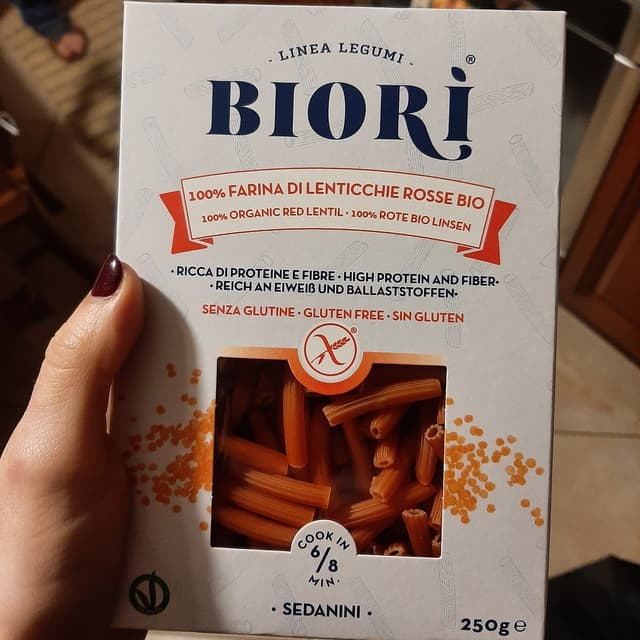 - LINEA LEGUMI -
BIORÌ®
100% FARINA DI LENTICCHIE ROSSE BIO
100% ORGANIC RED LENTIL · 100% ROTE BIO LINSEN
·RICCA DI PROTEINE E FIBRE · HIGH PROTEIN AND FIBER·
· REICH AN EIWEIß UND BALLASTSTOFFEN·
SENZA GLUTINE · GLUTEN FREE · SIN GLUTEN
®
COOK IN
6/8
MIN.
· SEDANINI ·
250g e